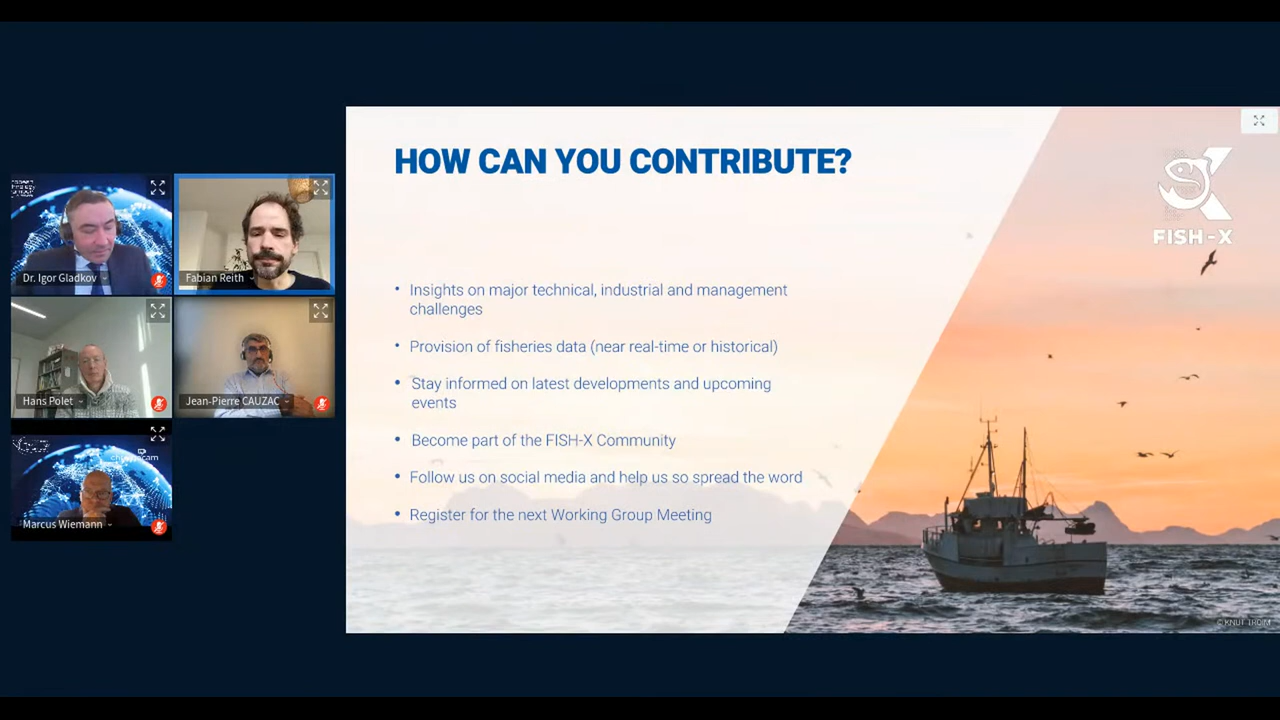 HOW CAN YOU CONTRIBUTE?
FISH-X
• Insights on major technical, industrial and management
challenges
• Provision of fisheries data (near real-time or historical)
• Stay informed on latest developments and upcoming
events
• Become part of the FISH-X Community
• Follow us on social media and help us so spread the word
• Register for the next Working Group Meeting
Dr. Igor Gladkov
Fabian Reith
Hans Polet
Jean-Pierre CAUZAC
Marcus Wiemann